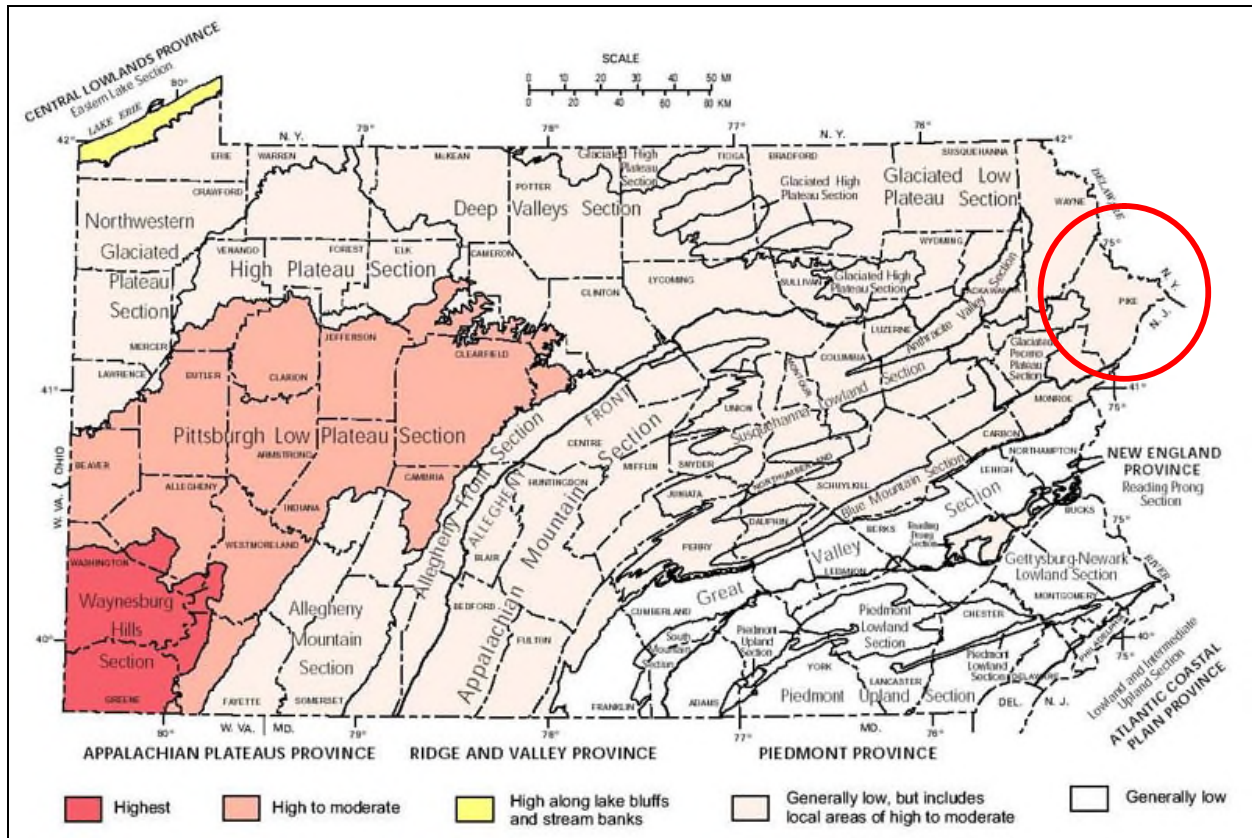 CENTRAL LOWLANDS PROVINCE
Eastern Lake Section
LAKE ERIE
80°
42°
SCALE
0 10 20 30 40 50 MI
0 20 40 60 80 KM
N. Y.
79°
78°
77°
N. Y.
76°
42°
ERIE
WARREN
McKEAN
POTTER
TIOGA
BRADFORD
SUSQUEHANNA
WAYNE
DELAWARE
CRAWFORD
Glaciated High
Plateau
Section
Glaciated High
Plateau Section
Glaciated Low
Plateau Section
Northwestern
Glaciated
Plateau
Section
Deep Valleys Section
VENANGO
FOREST
ELK
CAMERON
High Plateau Section
WYOMING
75°
N. Y.
N. J.
PIKE
CLINTON
LYCOMING
SULLIVAN
Glaciated High
Plateau Section
LACKAWANNA
Anthracite Valley Section
LUZERNE
MERCER
JEFFERSON
CLEARFIELD
COLUMBIA
Glaciated
Pocono
Plateau
Section
LAWRENCE
BUTLER
CLARION
MONTOUR
41°
41°
75°
MONROE
UNION
Susquehanna Lowland Section
CARBON
Pittsburgh Low Plateau Section
ARMSTRONG
CENTRE
ALLEGHENY FRONT
Allegheny Front Section
Appalachian Mountain Section
MIFFLIN
SNYDER
NORTHUMBERLAND
SCHUYLKILL
NORTHAMPTON
LEHIGH
NEW ENGLAND
PROVINCE
Reading Prong
Section
BEAVER
ALLEGHENY
INDIANA
CAMBRIA
HUNTINGDON
JUNIATA
Blue Mountain Section
W. VA.
OHIO
DAUPHIN
BERKS
Reading
Prong
Section
BUCKS
75°
WESTMORELAND
BLAIR
PERRY
LEBANON
Great Valley Section
Gettysburg-Newark
Lowland Section
RIVER
WASHINGTON
Waynesburg
Hills
Section
Allegheny
Mountain
Section
BEDFORD
CUMBERLAND
MONTGOMERY
40°
FULTON
South
Mountain
Section
Piedmont
Upland
Section
Piedmont
Lowland
Section
CHESTER
PHILADELPHIA
40°
75°
YORK
LANCASTER
Piedmont
Lowland
Section
DELAWARE
GREENE
FAYETTE
SOMERSET
FRANKLIN
ADAMS
Piedmont Upland Section
DEL.
N. J.
Lowland and Intermediate
Upland Section
ATLANTIC COASTAL
PLAIN PROVINCE
80°
W. VA.
MD.
79°
78°
77°
MD.
76°
APPALACHIAN PLATEAUS PROVINCE
RIDGE AND VALLEY PROVINCE
PIEDMONT PROVINCE
Highest
High to moderate
High along lake bluffs
and stream banks
Generally low, but includes
local areas of high to moderate
Generally low